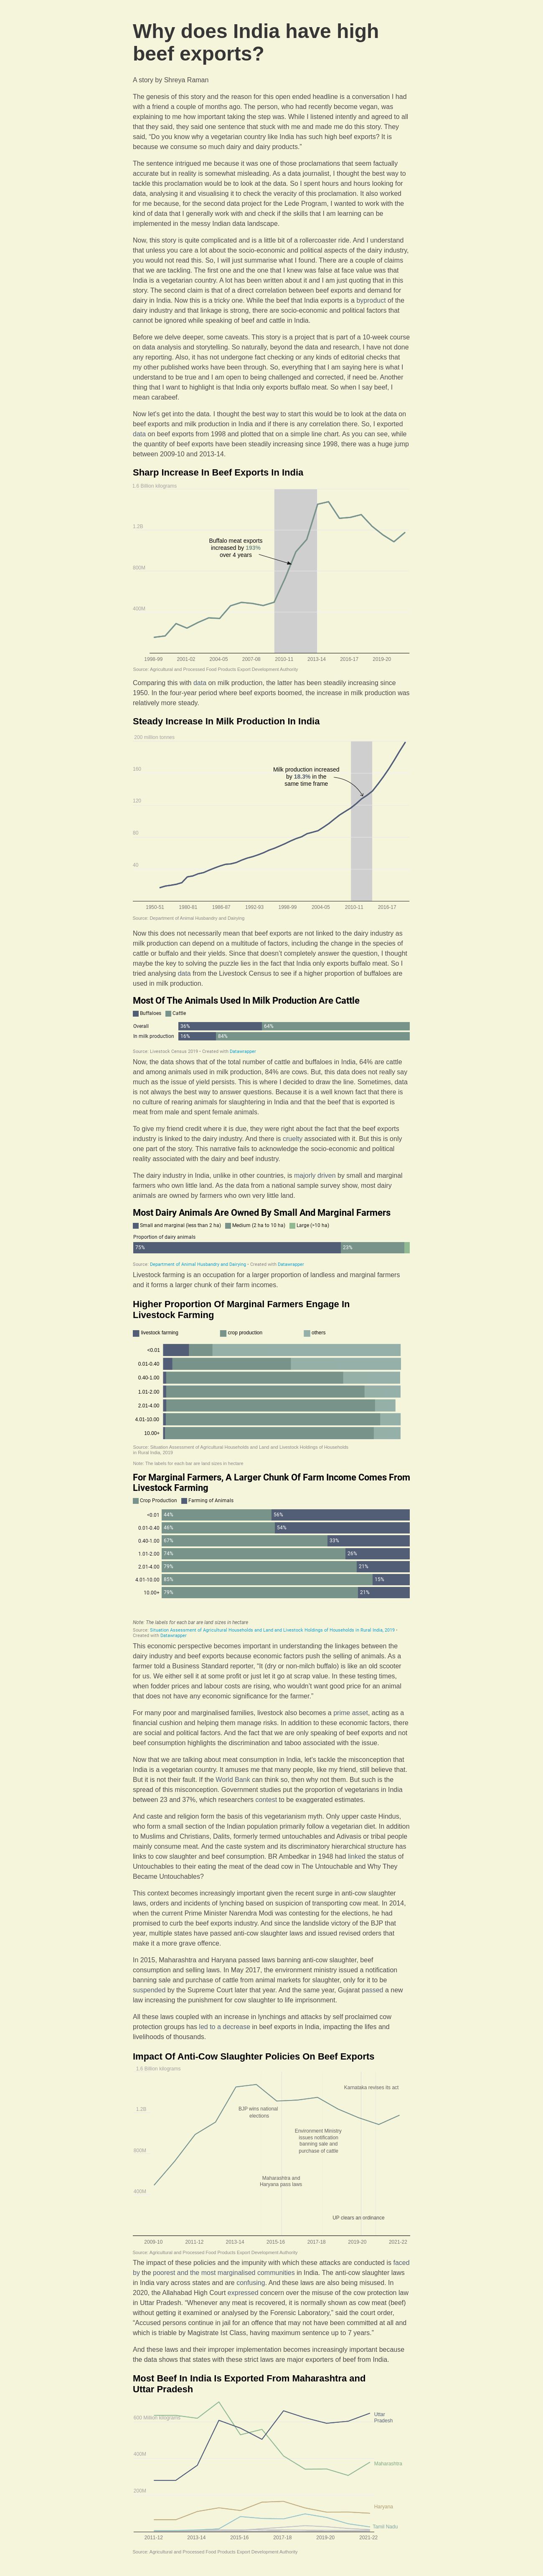 Why does India have high
beef exports?
A story by Shreya Raman
The genesis of this story and the reason for this open ended headline is a conversation I had
with a friend a couple of months ago. The person, who had recently become vegan, was
explaining to me how important taking the step was. While I listened intently and agreed to all
that they said, they said one sentence that stuck with me and made me do this story. They
said, “Do you know why a vegetarian country like India has such high beef exports? It is
because we consume so much dairy and dairy products.”
The sentence intrigued me because it was one of those proclamations that seem factually
accurate but in reality is somewhat misleading. As a data journalist, I thought the best way to
tackle this proclamation would be to look at the data. So I spent hours and hours looking for
data, analysing it and visualising it to check the veracity of this proclamation. It also worked
for me because, for the second data project for the Lede Program, I wanted to work with the
kind of data that I generally work with and check if the skills that I am learning can be
implemented in the messy Indian data landscape.
Now, this story is quite complicated and is a little bit of a rollercoaster ride. And I understand
that unless you care a lot about the socio-economic and political aspects of the dairy industry,
you would not read this. So, I will just summarise what I found. There are a couple of claims
that we are tackling. The first one and the one that I knew was false at face value was that
India is a vegetarian country. A lot has been written about it and I am just quoting that in this
story. The second claim is that of a direct correlation between beef exports and demand for
dairy in India. Now this is a tricky one. While the beef that India exports is a byproduct of the
dairy industry and that linkage is strong, there are socio-economic and political factors that
cannot be ignored while speaking of beef and cattle in India.
Before we delve deeper, some caveats. This story is a project that is part of a 10-week course
on data analysis and storytelling. So naturally, beyond the data and research, I have not done
any reporting. Also, it has not undergone fact checking or any kinds of editorial checks that
my other published works have been through. So, everything that I am saying here is what I
understand to be true and I am open to being challenged and corrected, if need be. Another
thing that I want to highlight is that India only exports buffalo meat. So when I say beef, I
mean carabeef.
Now let's get into the data. I thought the best way to start this would be to look at the data on
beef exports and milk production in India and if there is any correlation there. So, I exported
data on beef exports from 1998 and plotted that on a simple line chart. As you can see, while
the quantity of beef exports have been steadily increasing since 1998, there was a huge jump
between 2009-10 and 2013-14.
Sharp Increase In Beef Exports In India
1.6 Billion kilograms
1.2B
800M
400M
Buffalo meat exports
increased by 193%
over 4 years
1998-99 2001-02 2004-05 2007-08 2010-11 2013-14 2016-17 2019-20
Source: Agricultural and Processed Food Products Export Development Authority
Comparing this with data on milk production, the latter has been steadily increasing since
1950. In the four-year period where beef exports boomed, the increase in milk production was
relatively more steady.
Steady Increase In Milk Production In India
200 million tonnes
160
120
80
40
Milk production increased
by 18.3% in the
same time frame
1950-51 1980-81 1986-87 1992-93 1998-99 2004-05 2010-11 2016-17
Source: Department of Animal Husbandry and Dairying
Now this does not necessarily mean that beef exports are not linked to the dairy industry as
milk production can depend on a multitude of factors, including the change in the species
of cattle or buffalo and their yields. Since that doesn't completely answer the question, I thought
maybe the key to solving the puzzle lies in the fact that India only exports buffalo meat. So I
tried analysing data from the Livestock Census to see if a higher proportion of buffaloes are
used in milk production.
Most Of The Animals Used In Milk Production Are Cattle
Buffaloes Cattle
Overall 36% 64%
In milk production 16% 84%
Source: Livestock Census 2019 • Created with Datawrapper
Now, the data shows that of the total number of cattle and buffaloes in India, 64% are cattle
and among animals used in milk production, 84% are cows. But, this data does not really say
much as the issue of yield persists. This is where I decided to draw the line. Sometimes, data
is not always the best way to answer questions. Because it is a well known fact that there is
no culture of rearing animals for slaughtering in India and that the beef that is exported is
meat from male and spent female animals.
To give my friend credit where it is due, they were right about the fact that the beef exports
industry is linked to the dairy industry. And there is cruelty associated with it. But this is only
one part of the story. This narrative fails to acknowledge the socio-economic and political
reality associated with the dairy and beef industry.
The dairy industry in India, unlike in other countries, is majorly driven by small and marginal
farmers who own little land. As the data from a national sample survey show, most dairy
animals are owned by farmers who own very little land.
Most Dairy Animals Are Owned By Small And Marginal Farmers
Small and marginal (less than 2 ha) Medium (2 ha to 10 ha) Large (>10 ha)
Proportion of dairy animals
75% 23%
Source: Department of Animal Husbandry and Dairying • Created with Datawrapper
Livestock farming is an occupation for a larger proportion of landless and marginal farmers
and it forms a larger chunk of their farm incomes.
Higher Proportion Of Marginal Farmers Engage In
Livestock Farming
livestock farming crop production others
<0.01
0.01-0.40
0.40-1.00
1.01-2.00
2.01-4.00
4.01-10.00
10.00+
Source: Situation Assessment of Agricultural Households and Land and Livestock Holdings of Households
in Rural India, 2019
Note: The labels for each bar are land sizes in hectare
For Marginal Farmers, A Larger Chunk Of Farm Income Comes From
Livestock Farming
Crop Production Farming of Animals
<0.01 44% 56%
0.01-0.40 46% 54%
0.40-1.00 67% 33%
1.01-2.00 74% 26%
2.01-4.00 79% 21%
4.01-10.00 85% 15%
10.00+ 79% 21%
Note: The labels for each bar are land sizes in hectare
Source: Situation Assessment of Agricultural Households and Land and Livestock Holdings of Households in Rural India, 2019 •
Created with Datawrapper
This economic perspective becomes important in understanding the linkages between the
dairy industry and beef exports because economic factors push the selling of animals. As a
farmer told a Business Standard reporter, “It (dry or non-milch buffalo) is like an old scooter
for us. We either sell it at some profit or just let it go at scrap value. In these testing times,
when fodder prices and labour costs are rising, who wouldn't want good price for an animal
that does not have any economic significance for the farmer.”
For many poor and marginalised families, livestock also becomes a prime asset, acting as a
financial cushion and helping them manage risks. In addition to these economic factors, there
are social and political factors. And the fact that we are only speaking of beef exports and not
beef consumption highlights the discrimination and taboo associated with the issue.
Now that we are talking about meat consumption in India, let's tackle the misconception that
India is a vegetarian country. It amuses me that many people, like my friend, still believe that.
But it is not their fault. If the World Bank can think so, then why not them. But such is the
spread of this misconception. Government studies put the proportion of vegetarians in India
between 23 and 37%, which researchers contest to be exaggerated estimates.
And caste and religion form the basis of this vegetarianism myth. Only upper caste Hindus,
who form a small section of the Indian population primarily follow a vegetarian diet. In addition
to Muslims and Christians, Dalits, formerly termed untouchables and Adivasis or tribal people
mainly consume meat. And the caste system and its discriminatory hierarchical structure has
links to cow slaughter and beef consumption. BR Ambedkar in 1948 had linked the status of
Untouchables to their eating the meat of the dead cow in The Untouchable and Why They
Became Untouchables?
This context becomes increasingly important given the recent surge in anti-cow slaughter
laws, orders and incidents of lynching based on suspicion of transporting cow meat. In 2014,
when the current Prime Minister Narendra Modi was contesting for the elections, he had
promised to curb the beef exports industry. And since the landslide victory of the BJP that
year, multiple states have passed anti-cow slaughter laws and issued revised orders that
make it a more grave offence.
In 2015, Maharashtra and Haryana passed laws banning anti-cow slaughter, beef
consumption and selling laws. In May 2017, the environment ministry issued a notification
banning sale and purchase of cattle from animal markets for slaughter, only for it to be
suspended by the Supreme Court later that year. And the same year, Gujarat passed a new
law increasing the punishment for cow slaughter to life imprisonment.
All these laws coupled with an increase in lynchings and attacks by self proclaimed cow
protection groups has led to a decrease in beef exports in India, impacting the lifes and
livelihoods of thousands.
Impact Of Anti-Cow Slaughter Policies On Beef Exports
1.6 Billion kilograms
1.2B
800M
400M
Karnataka revises its act
BJP wins national
elections
Environment Ministry
issues notification
banning sale and
purchase of cattle
Maharashtra and
Haryana pass laws
UP clears an ordinance
2009-10 2011-12 2013-14 2015-16 2017-18 2019-20 2021-22
Source: Agricultural and Processed Food Products Export Development Authority
The impact of these policies and the impunity with which these attacks are conducted is faced
by the poorest and the most marginalised communities in India. The anti-cow slaughter laws
in India vary across states and are confusing. And these laws are also being misused. In
2020, the Allahabad High Court expressed concern over the misuse of the cow protection law
in Uttar Pradesh. “Whenever any meat is recovered, it is normally shown as cow meat (beef)
without getting it examined or analysed by the Forensic Laboratory,” said the court order,
“Accused persons continue in jail for an offence that may not have been committed at all and
which is triable by Magistrate Ist Class, having maximum sentence up to 7 years.”
And these laws and their improper implementation becomes increasingly important because
the data shows that states with these strict laws are major exporters of beef from India.
Most Beef In India Is Exported From Maharashtra and
Uttar Pradesh
600 Million kilograms
400M
200M
Uttar
Pradesh
Maharashtra
Haryana
Tamil Nadu
2011-12 2013-14 2015-16 2017-18 2019-20 2021-22
Source: Agricultural and Processed Food Products Export Development Authority